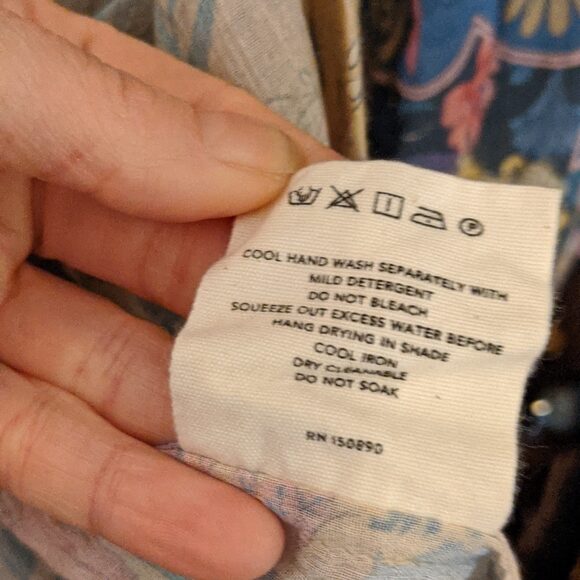 COOL HAND WASH SEPARATELY WITH
MILD DETERGENT
DO NOT BLEACH
SQUEEZE OUT EXCESS WATER BEFORE
HANG DRYING IN SHADE
COOL IRON
DRY CLEANABLE
DO NOT SOAK
RN 150890